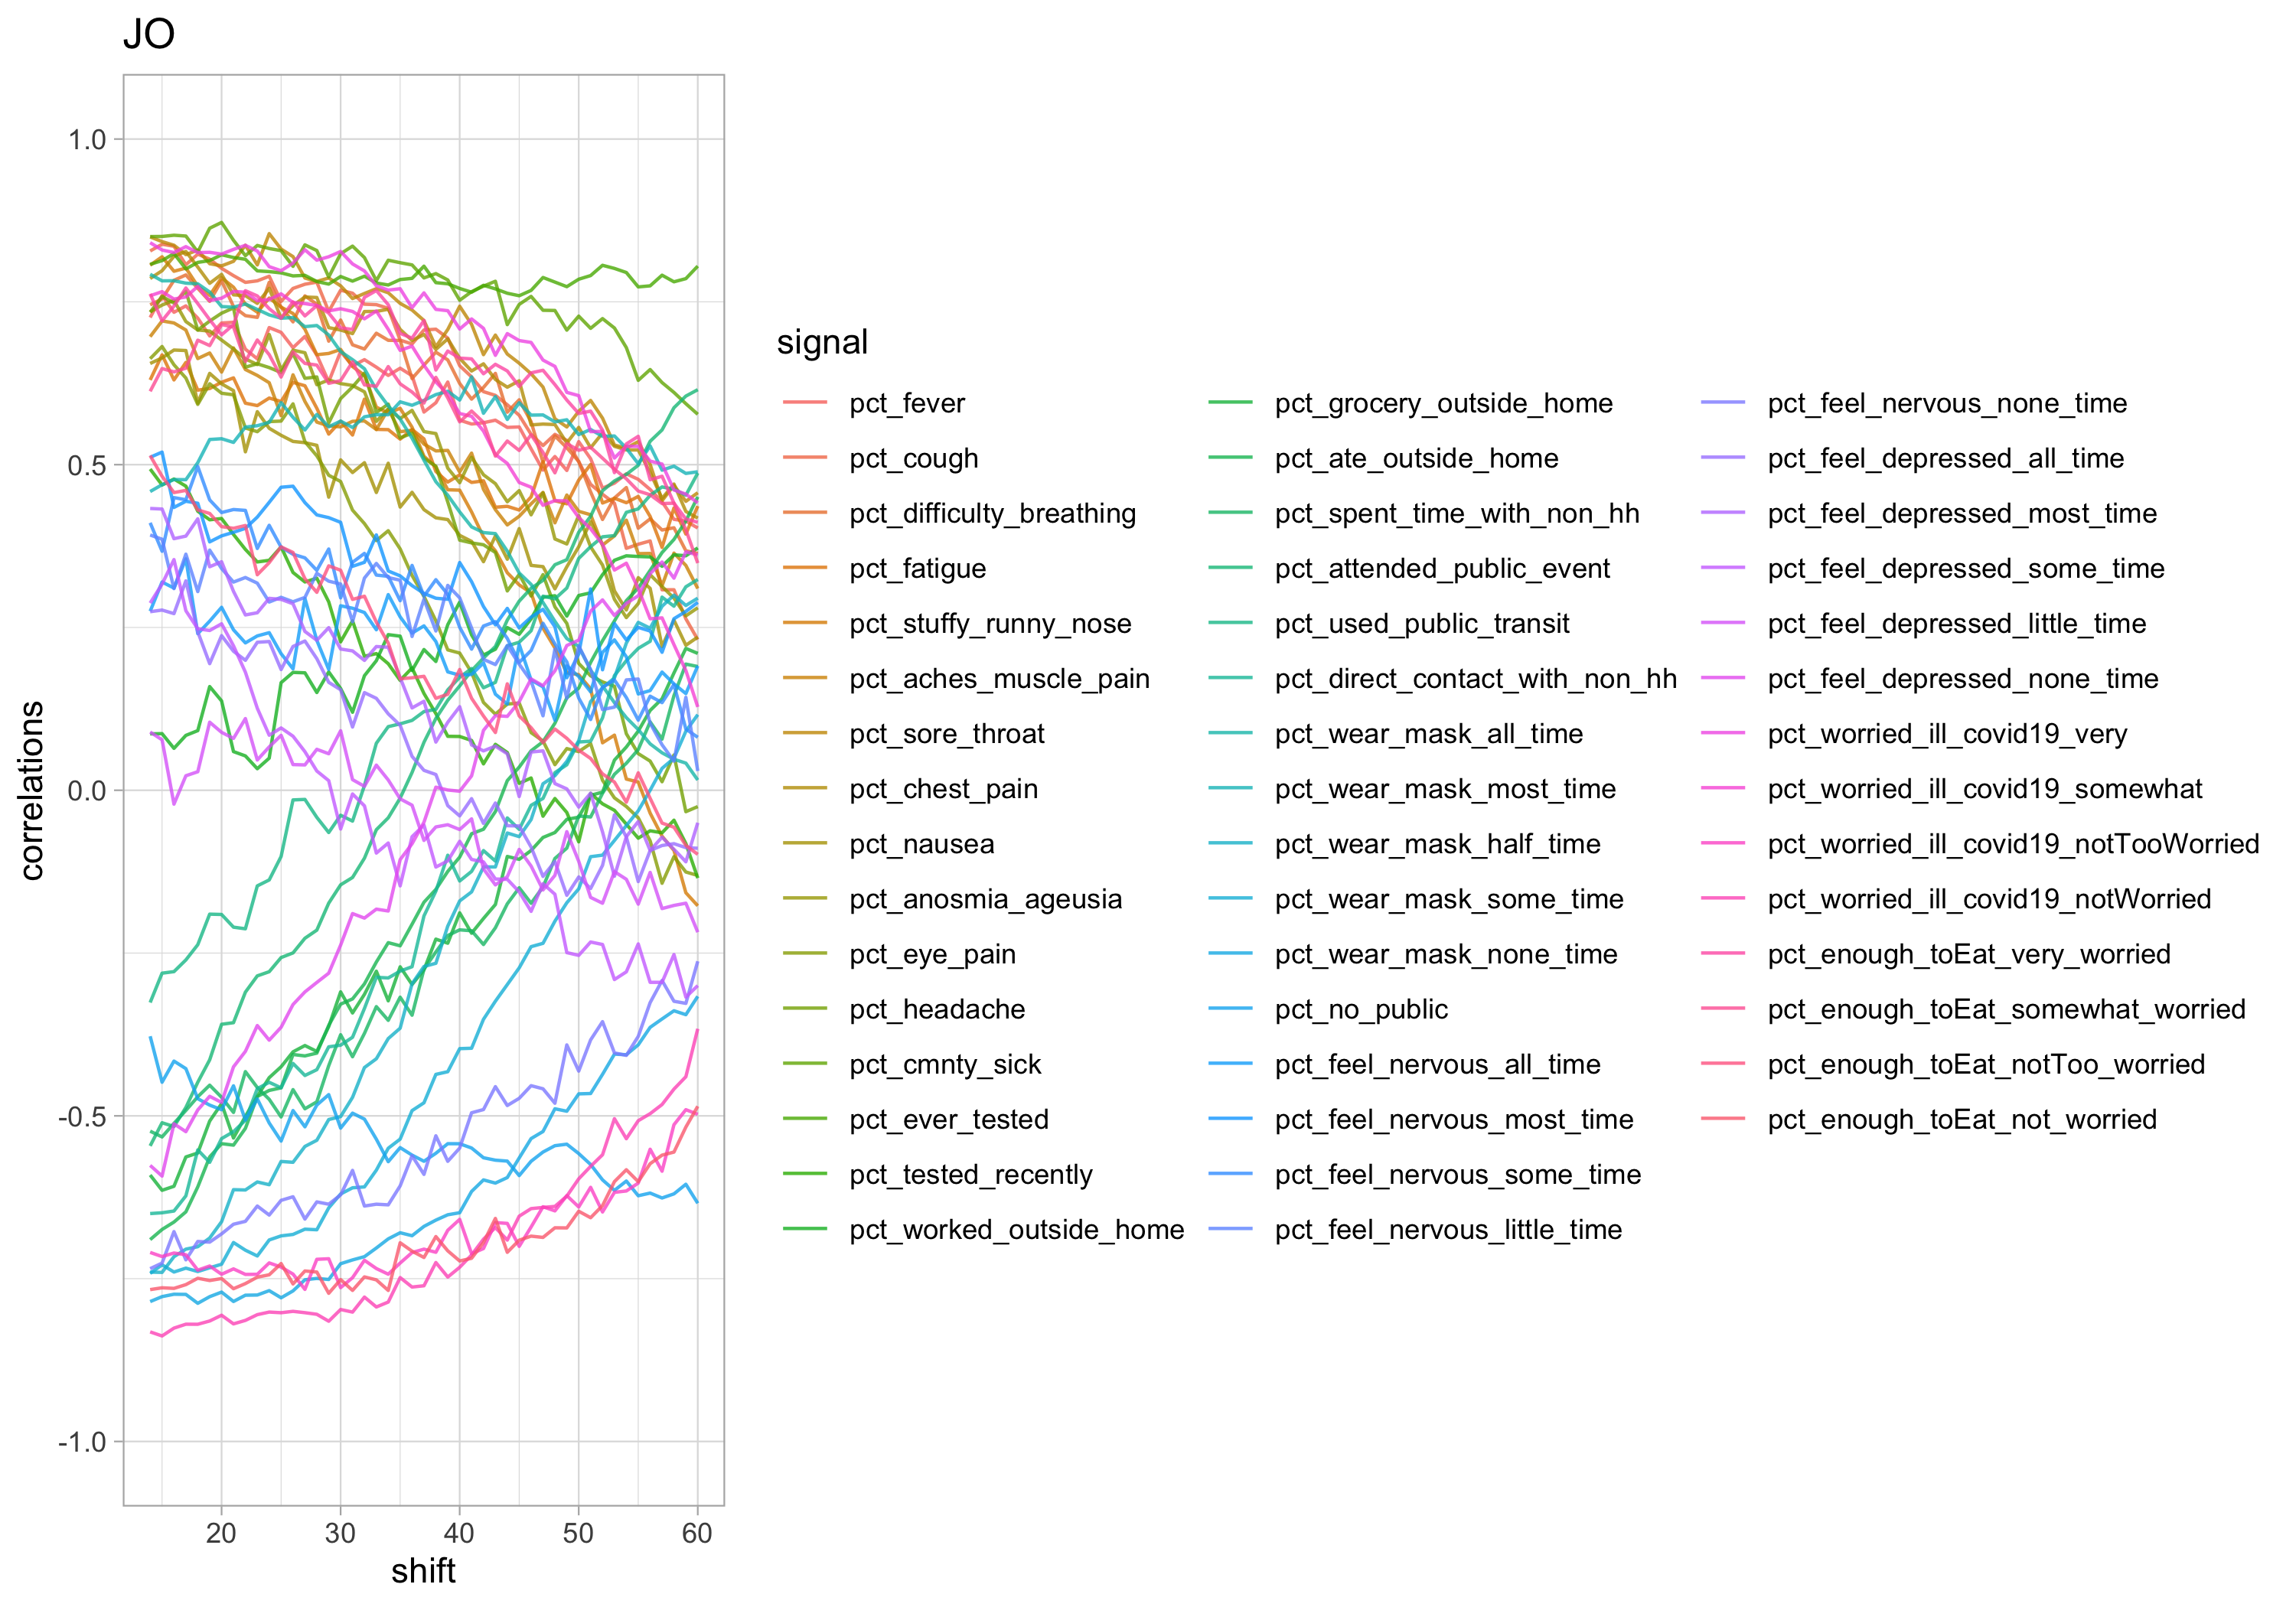 JO
1.0
0.5
0.0
-0.5
-1.0
correlations
20 30 40 50 60
shift
signal
pct_fever
pct_cough
pct_difficulty_breathing
pct_fatigue
pct_stuffy_runny_nose
pct_aches_muscle_pain
pct_sore_throat
pct_chest_pain
pct_nausea
pct_anosmia_ageusia
pct_eye_pain
pct_headache
pct_cmnty_sick
pct_ever_tested
pct_tested_recently
pct_worked_outside_home
pct_grocery_outside_home
pct_ate_outside_home
pct_spent_time_with_non_hh
pct_attended_public_event
pct_used_public_transit
pct_direct_contact_with_non_hh
pct_wear_mask_all_time
pct_wear_mask_most_time
pct_wear_mask_half_time
pct_wear_mask_some_time
pct_wear_mask_none_time
pct_no_public
pct_feel_nervous_all_time
pct_feel_nervous_most_time
pct_feel_nervous_some_time
pct_feel_nervous_little_time
pct_feel_nervous_none_time
pct_feel_depressed_all_time
pct_feel_depressed_most_time
pct_feel_depressed_some_time
pct_feel_depressed_little_time
pct_feel_depressed_none_time
pct_worried_ill_covid19_very
pct_worried_ill_covid19_somewhat
pct_worried_ill_covid19_notTooWorried
pct_worried_ill_covid19_notWorried
pct_enough_toEat_very_worried
pct_enough_toEat_somewhat_worried
pct_enough_toEat_notToo_worried
pct_enough_toEat_not_worried